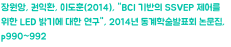 장원앙, 권익환, 이도훈(2014), "BCI 기반의 SSVEP 제어를
위한 LED 밝기에 대한 연구", 2014년 동계학술발표회 논문집,
p990~992